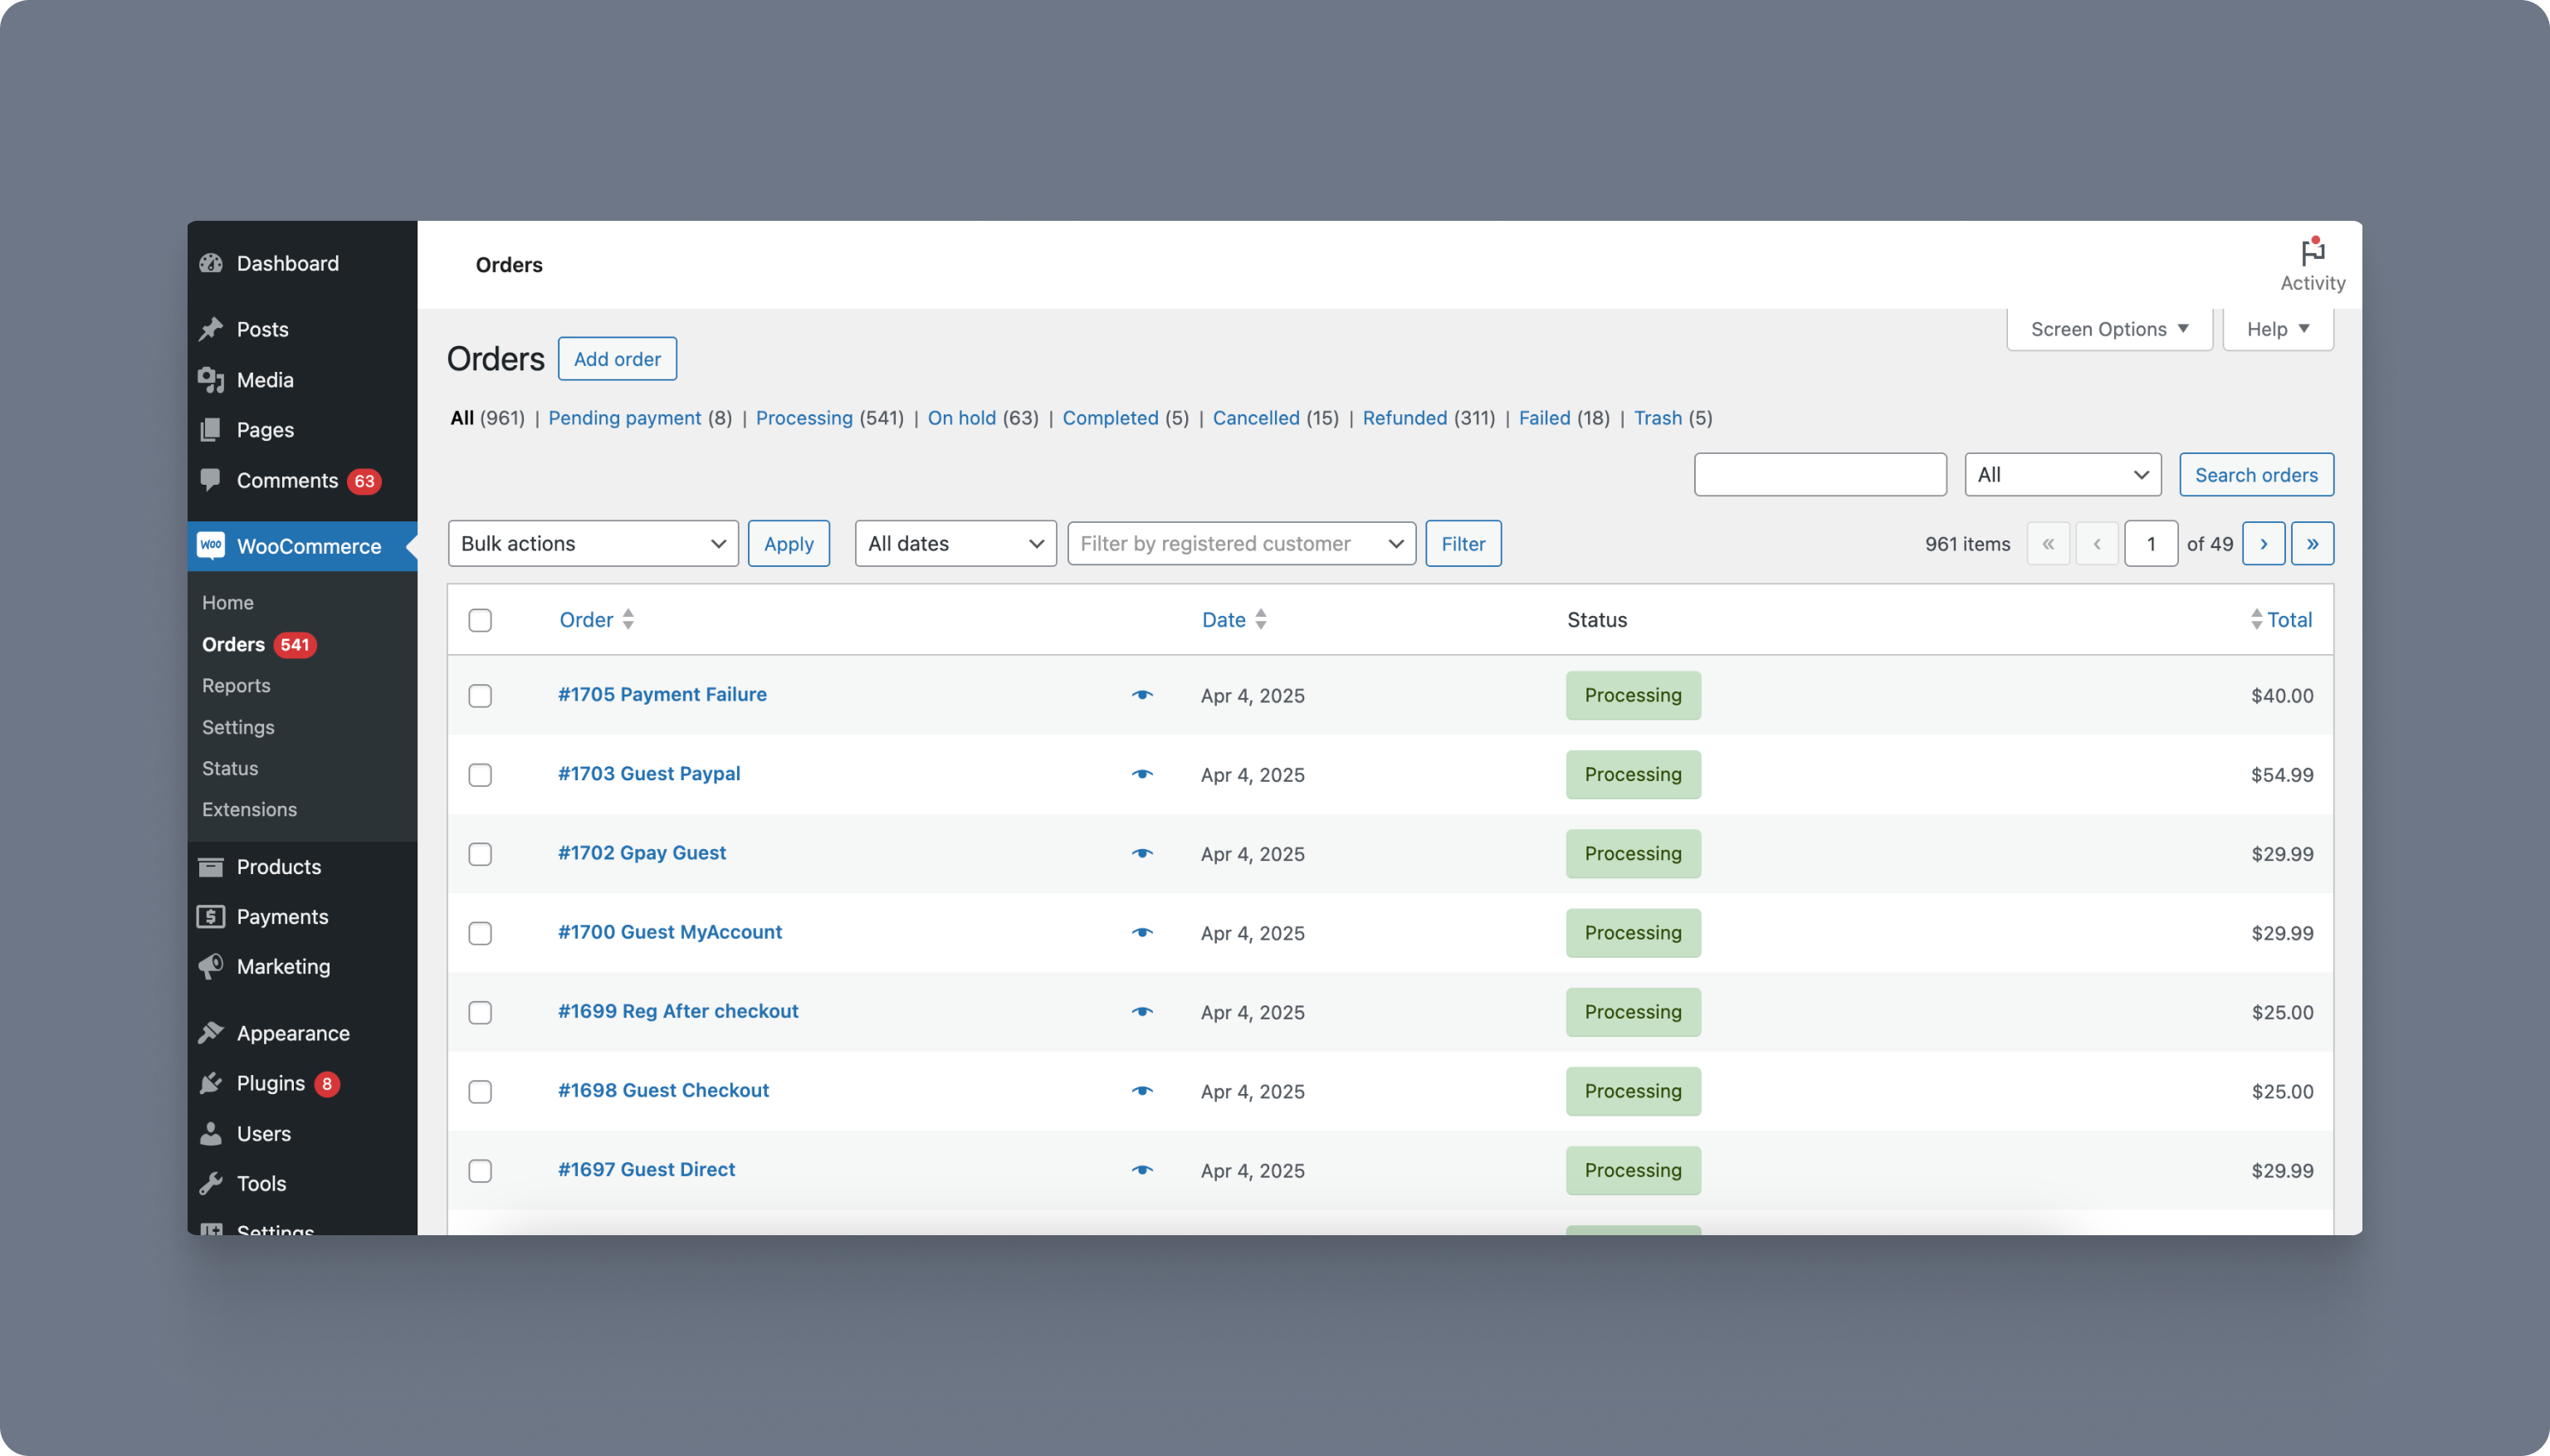 Dashboard
Posts
Media
Pages
Comments 63
Woo WooCommerce
Home
Orders 541
Reports
Settings
Status
Extensions
Products
Payments
Marketing
Appearance
Plugins 8
Users
Tools
Settings
Orders
Activity
Screen Options ▼
Help ▼
Orders Add order
All (961) | Pending payment (8) | Processing (541) | On hold (63) | Completed (5) | Cancelled (15) | Refunded (311) | Failed (18) | Trash (5)
All Search orders
Bulk actions Apply All dates Filter by registered customer Filter 961 items « ‹ 1 of 49 › »
Order Date Status Total
#1705 Payment Failure Apr 4, 2025 Processing $40.00
#1703 Guest Paypal Apr 4, 2025 Processing $54.99
#1702 Gpay Guest Apr 4, 2025 Processing $29.99
#1700 Guest MyAccount Apr 4, 2025 Processing $29.99
#1699 Reg After checkout Apr 4, 2025 Processing $25.00
#1698 Guest Checkout Apr 4, 2025 Processing $25.00
#1697 Guest Direct Apr 4, 2025 Processing $29.99